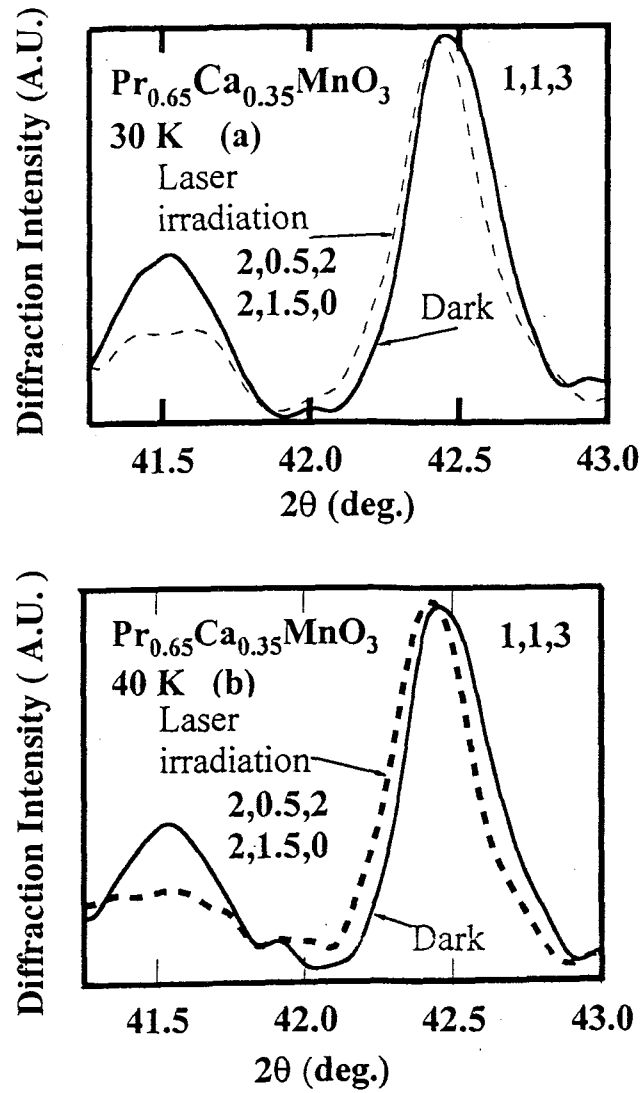 Diffraction Intensity (A.U.)
Pr0.65Ca0.35MnO3
1,1,3
30 K (a)
Laser
irradiation
2,0.5,2
2,1.5,0
Dark
41.5 42.0 42.5 43.0
2θ (deg.)
Diffraction Intensity ( A.U. )
Pr0.65Ca0.35MnO3
1,1,3
40 K (b)
Laser
irradiation
2,0.5,2
2,1.5,0
Dark
41.5 42.0 42.5 43.0
2θ (deg.)